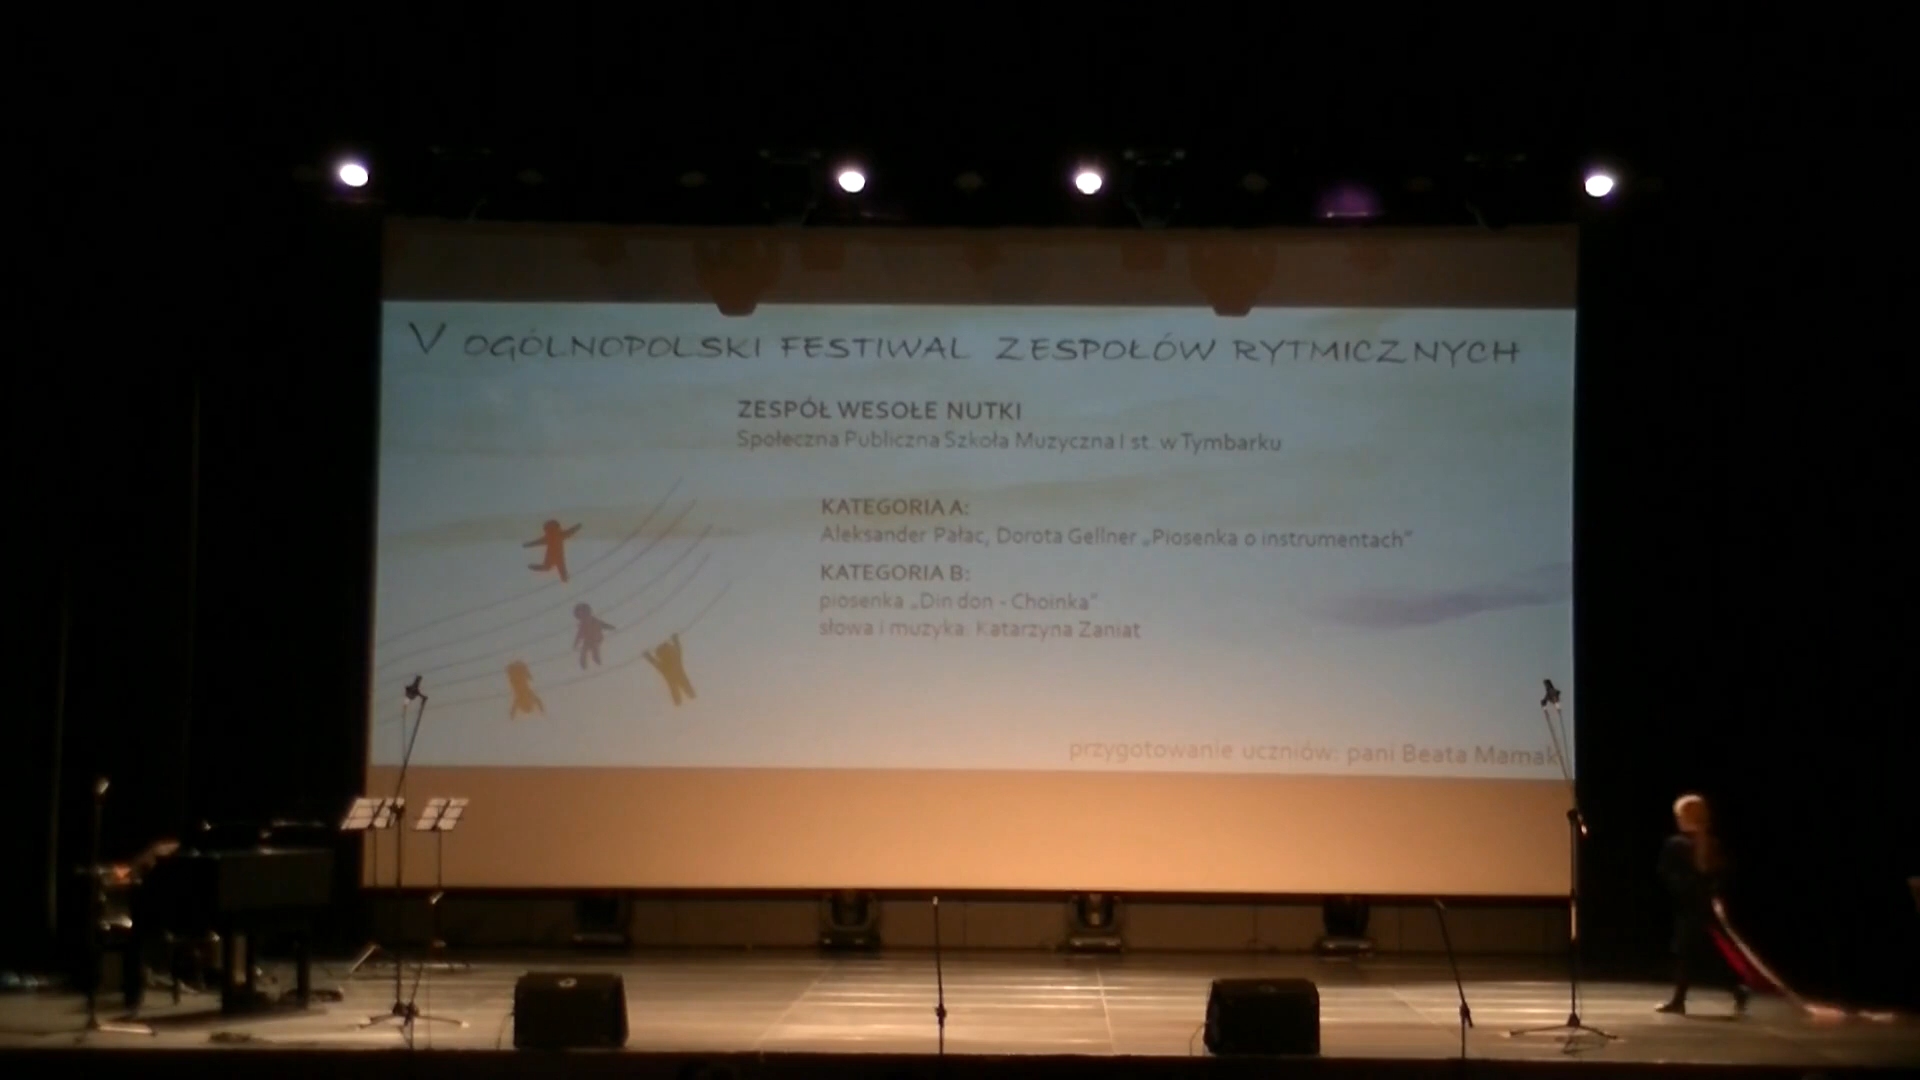 V OGÓLNOPOLSKI FESTIWAL ZESPOŁÓW RYTMICZNYCH
ZESPÓŁ WESOŁE NUTKI
Społeczna Publiczna Szkoła Muzyczna I st. w Tymbarku
KATEGORIA A:
Aleksander Pałac, Dorota Gellner „Piosenka o instrumentach”
KATEGORIA B:
piosenka „Din don - Choinka”
słowa i muzyka: Katarzyna Zaniat
przygotowanie uczniów: pani Beata Mamak